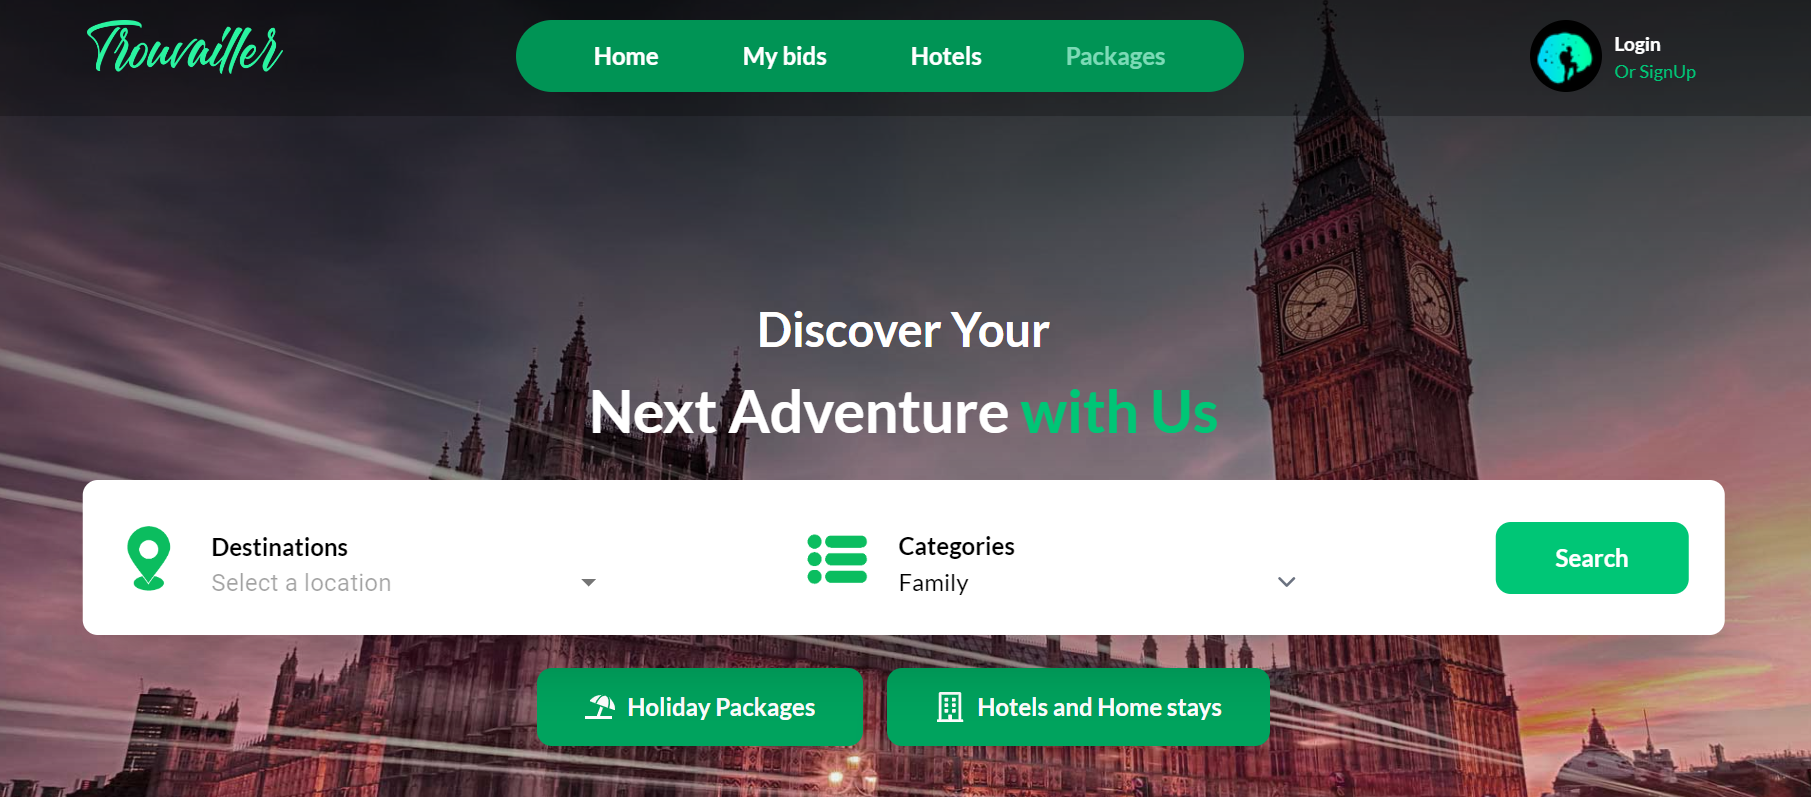 Trouvailler
Home
My bids
Hotels
Packages
Login
Or SignUp
Discover Your
Next Adventure with Us
Destinations
Select a location
Categories
Family
Search
Holiday Packages
Hotels and Home stays